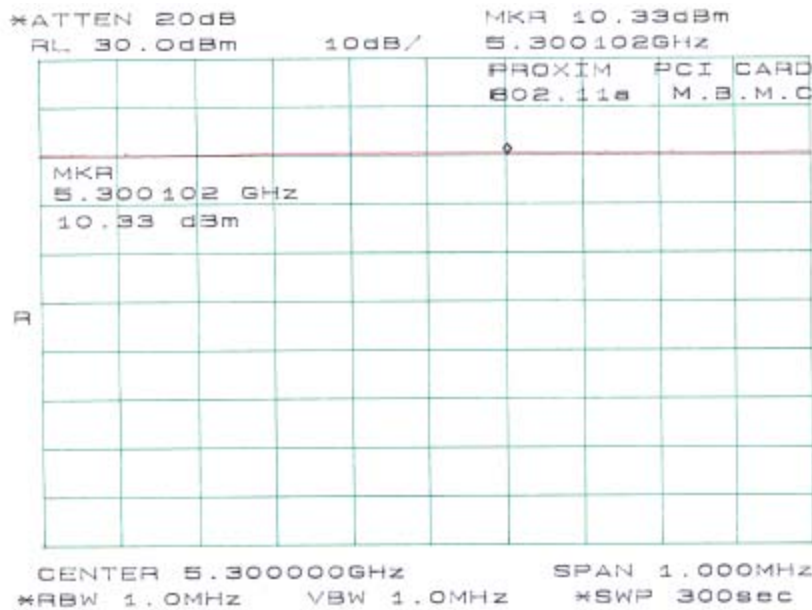 *ATTEN 20dB
MKR 10.33dBm
RL 30.0dBm 10dB/ 5.300102GHz
PROXIM PCI CARD
802.11a M.B.M.C
MKR
5.300102 GHz
10.33 dBm
R
CENTER 5.300000GHz SPAN 1.000MHz
*RBW 1.0MHz VBW 1.0MHz *SWP 300sec